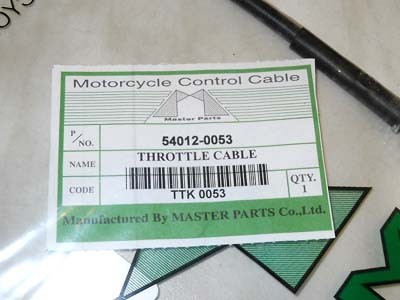 Motorcycle Control Cable
Master Parts
P/NO. 54012-0053
NAME THROTTLE CABLE
CODE TTK 0053 QTY. 1
Manufactured By MASTER PARTS Co.,Ltd.